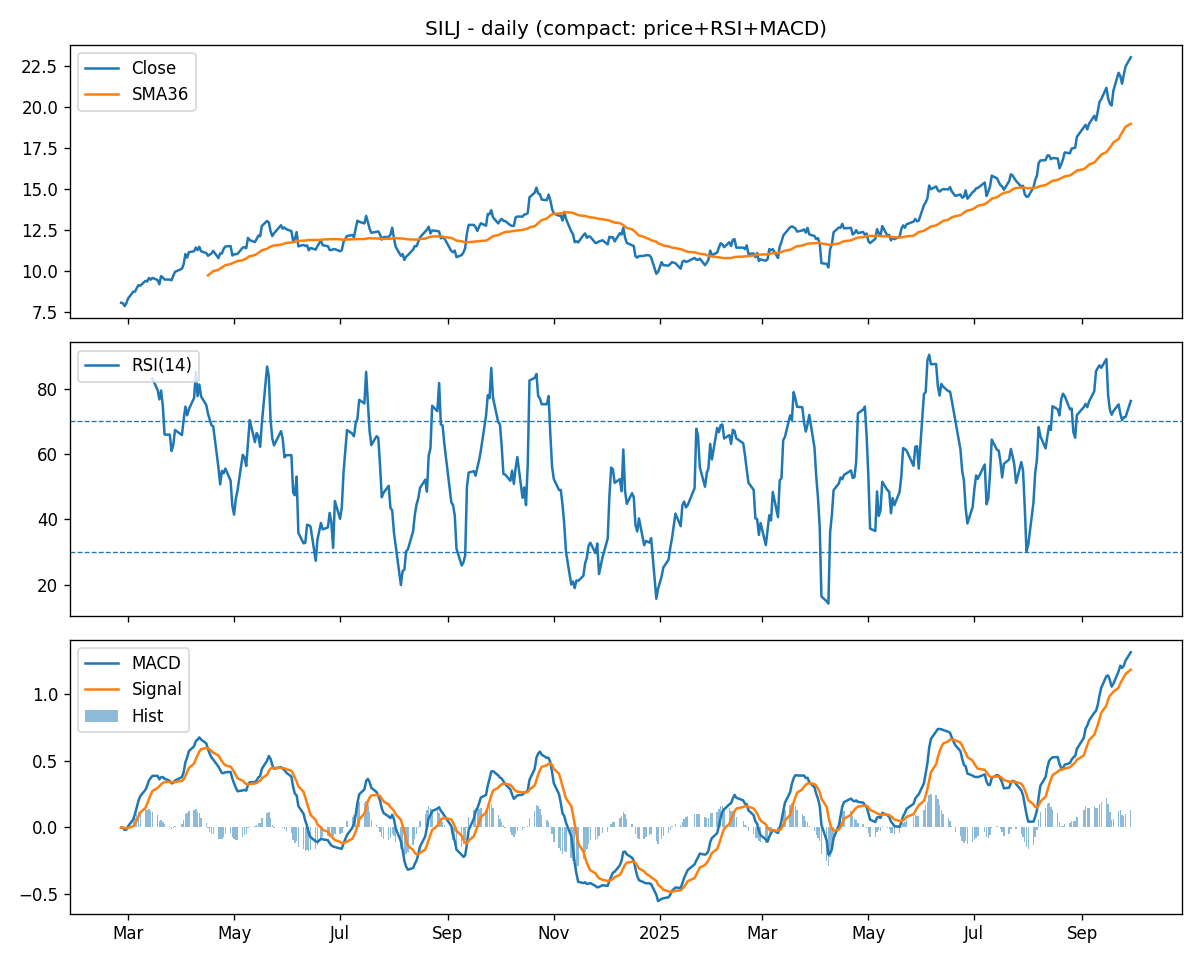 SILJ - daily (compact: price+RSI+MACD)
Close
SMA36
22.5
20.0
17.5
15.0
12.5
10.0
7.5
RSI(14)
80
60
40
20
MACD
Signal
Hist
1.0
0.5
0.0
−0.5
Mar May Jul Sep Nov 2025 Mar May Jul Sep